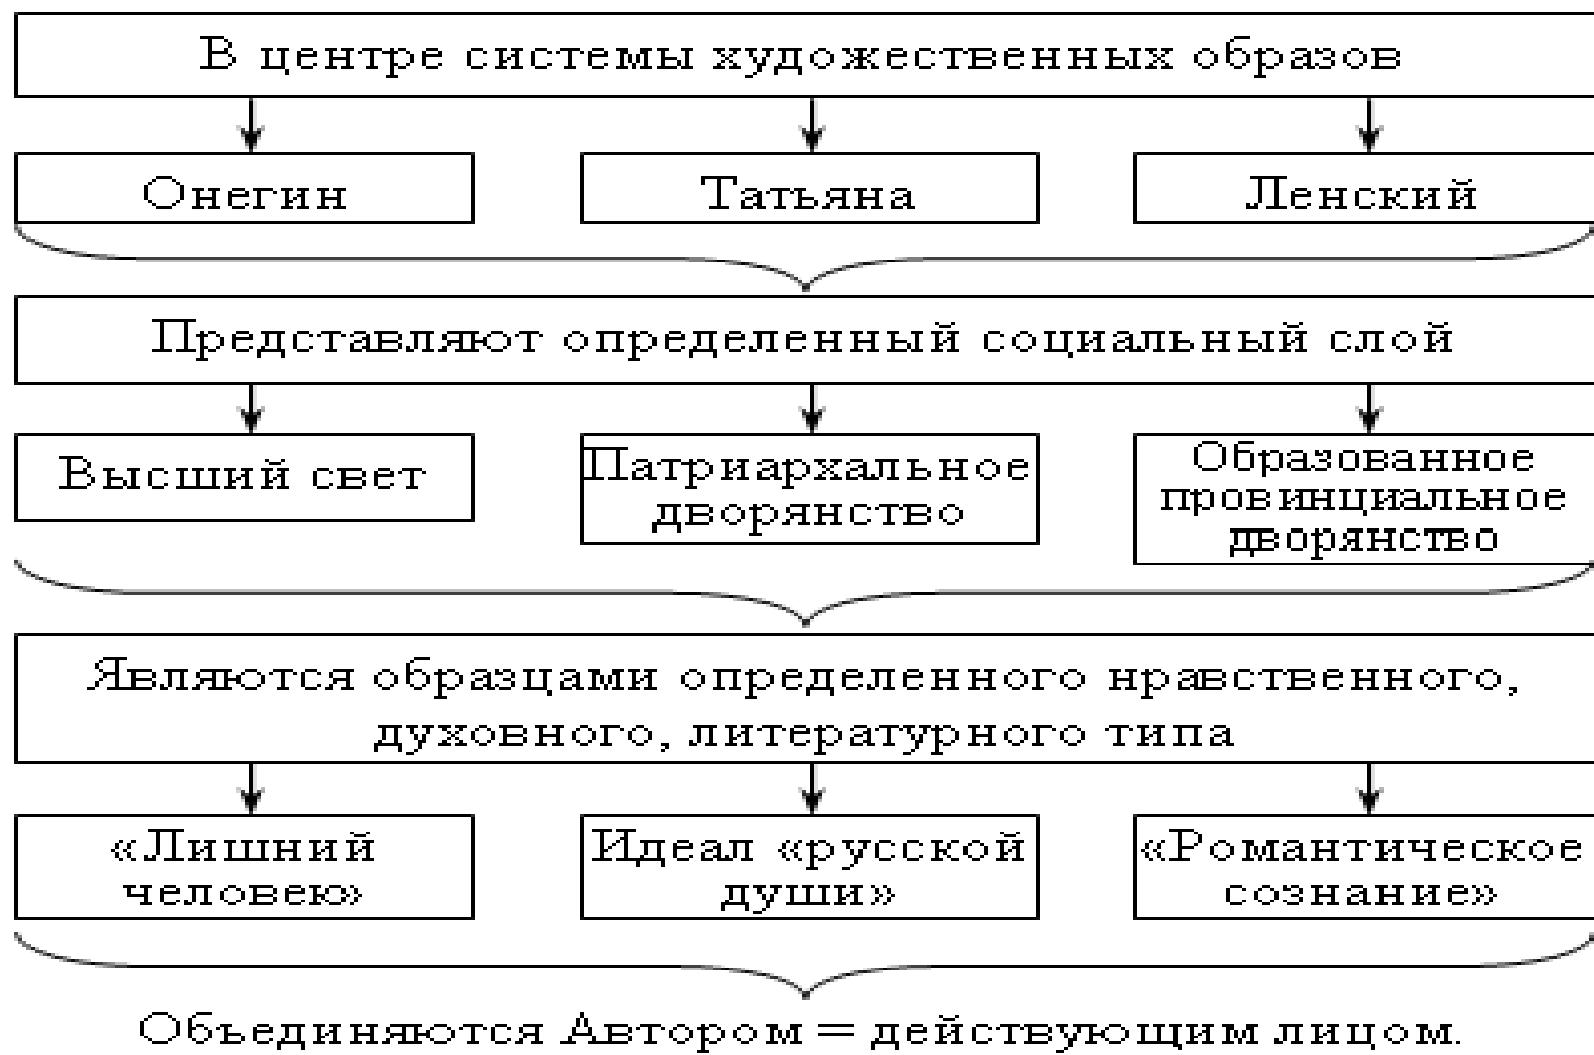 В центре системы художественных образов
Онегин
Татьяна
Ленский
Представляют определенный социальный слой
Высший свет
Патриархальное
дворянство
Образованное
провинциальное
дворянство
Являются образцами определенного нравственного,
духовного, литературного типа
«Лишний
человек»
Идеал «русской
души»
«Романтическое
сознание»
Объединяются Автором = действующим лицом.